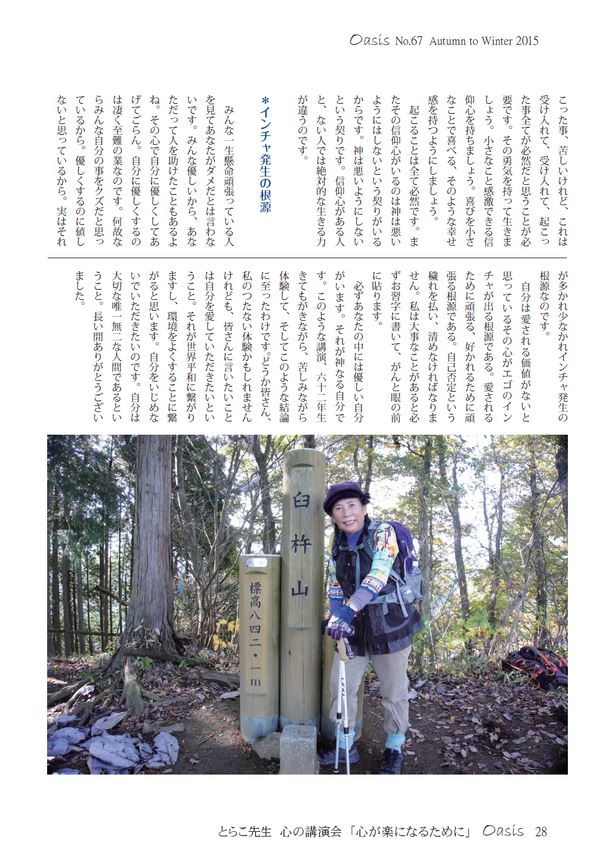 Oasis No.67 Autumn to Winter 2015
こった事、苦しいけれど、これは
受け入れて、受け入れて、起こっ
た事全てが必然だと思うことが必
要です。その勇気を持って生きま
しょう。小さなこと感激できる信
仰心を持ちましょう。喜びを小さ
なことで喜べる、そのような幸せ
感を持つようにしましょう。
起こることは全て必然です。ま
たその信仰心がいるのは神は悪い
ようにはしないという契りがいる
からです。神は悪いようにしない
という契りです。信仰心がある人
と、ない人では絶対的な生きる力
が違うのです。
＊インチャ発生の根源
みんな一生懸命頑張っている人
を見てあなたがダメだとは言わな
いです。みんな優しいから、あな
ただって人を助けたこともあるよ
ね。その心で自分に優しくしてあ
げてごらん。自分に優しくするの
は凄く至難の業なのです。何故な
らみんな自分の事をクズだと思っ
ているから。優しくするのに値し
ないと思っているから。実はそれ
が多かれ少なかれインチャ発生の
根源なのです。
自分は愛される価値がないと
思っているその心がエゴのイン
チャが出る根源である。愛される
ために頑張る、好かれるために頑
張る根源である。自己否定という
穢れを払い、清めなければなりま
せん。私は大事なことがあると必
ずお習字に書いて、がんと眼の前
に貼ります。
必ずあなたの中には優しい自分
がいます。それが神なる自分で
す。このような講演、六十二年生
きてもがきながら、苦しみながら
体験して、そしてこのような結論
に至ったわけです。どうか皆さん、
私のつたない体験かもしれません
けれども、皆さんに言いたいこと
は自分を愛していただきたいとい
うこと。それが世界平和に繋がり
ますし、環境をよくすることに繋
がると思います。自分をいじめな
いでいただきたいのです。自分は
大切な唯一無二な人間であるとい
うこと。長い間ありがとうござい
ました。
臼杵山
標高八四二・一m
とらこ先生 心の講演会 「心が楽になるために」 Oasis 28